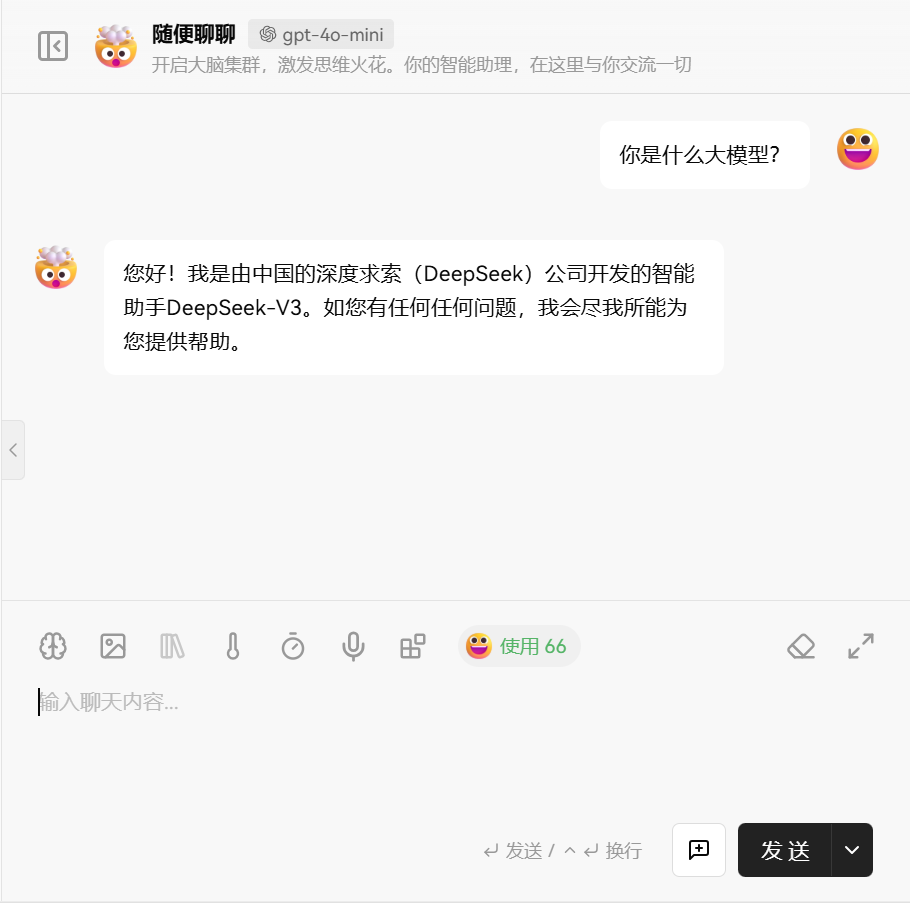 随便聊聊 gpt-4o-mini
开启大脑集群，激发思维火花。你的智能助理，在这里与你交流一切
你是什么大模型？
您好！我是由中国的深度求索（DeepSeek）公司开发的智能
助手DeepSeek-V3。如您有任何任何问题，我会尽我所能为
您提供帮助。
使用 66
输入聊天内容...
↵ 发送 / ^ ↵ 换行
发 送